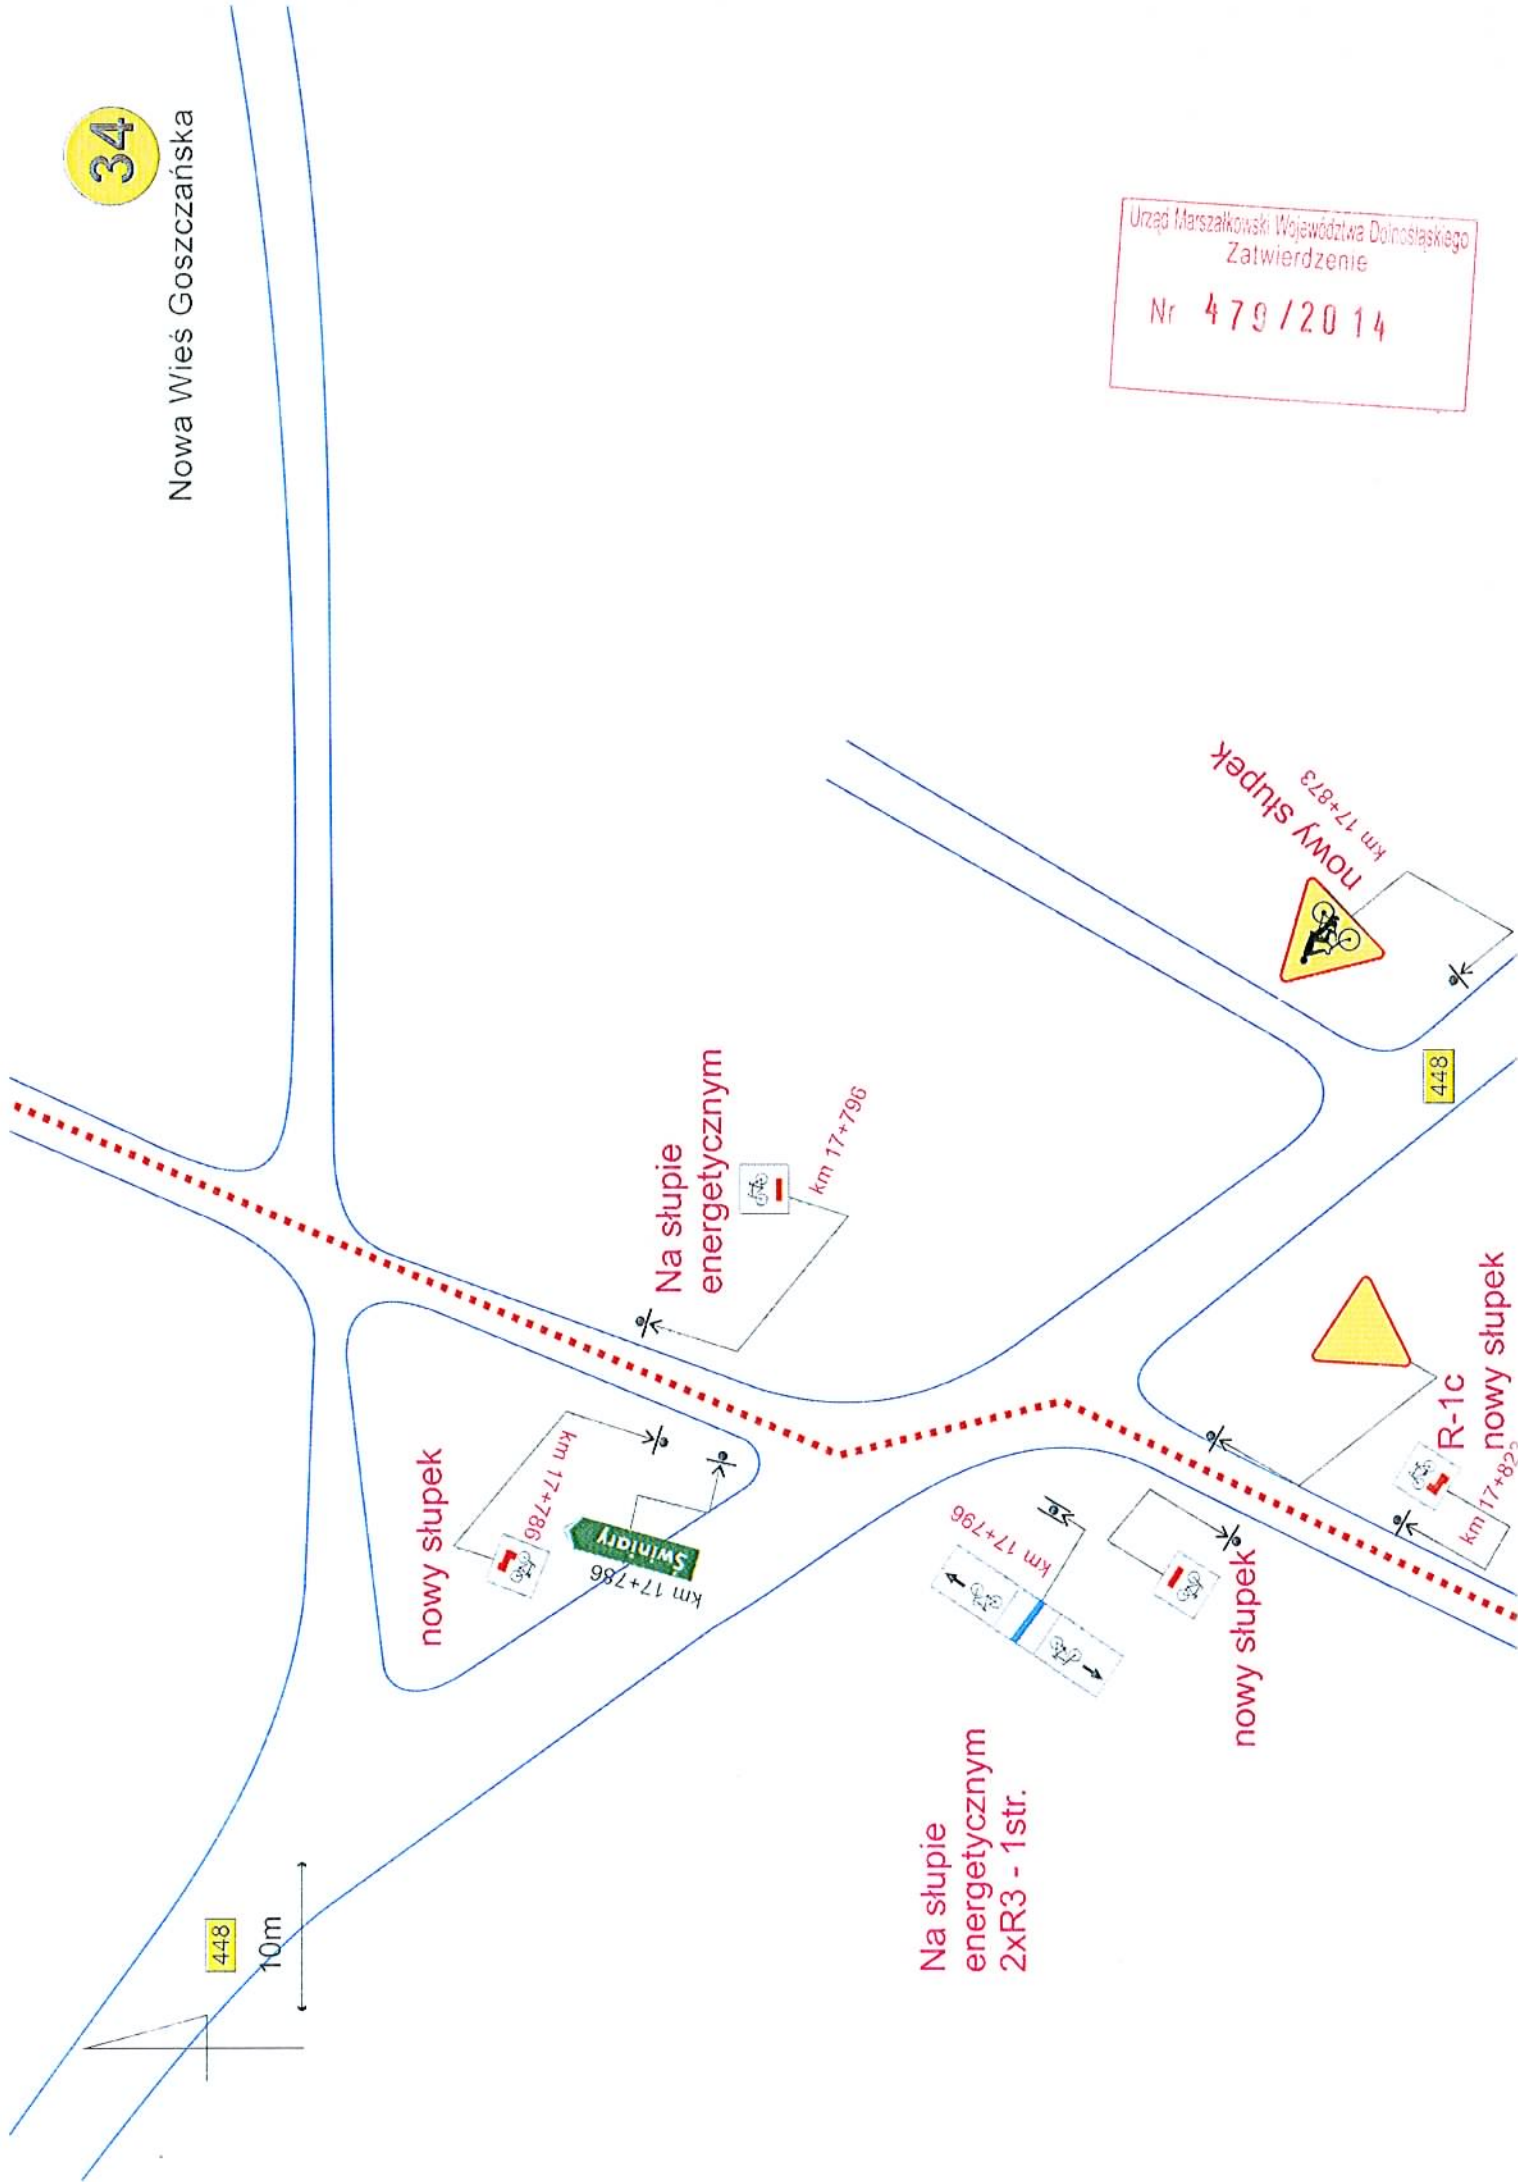 34
Nowa Wieś Goszczańska
448
10m
nowy słupek
km 17+786
Świniary
km 17+786
Na słupie
energetycznym
km 17+796
Na słupie
energetycznym
2xR3 - 1str.
km 17+796
nowy słupek
R-1c
nowy słupek
448
nowy słupek
km 17+873
Urząd Marszałkowski Województwa Dolnośląskiego
Zatwierdzenie
Nr 479/2014